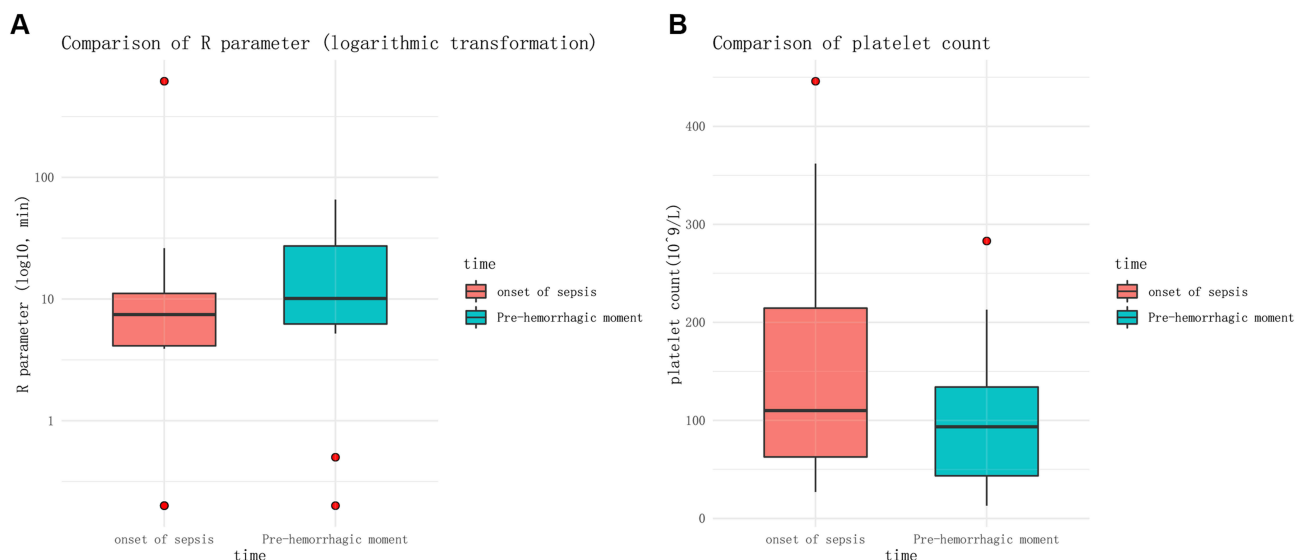 A
Comparison of R parameter (logarithmic transformation)
R parameter (log10, min)
100
10
1
onset of sepsis
Pre-hemorrhagic moment
time
time
onset of sepsis
Pre-hemorrhagic moment
B
Comparison of platelet count
platelet count(10^9/L)
400
300
200
100
0
onset of sepsis
Pre-hemorrhagic moment
time
time
onset of sepsis
Pre-hemorrhagic moment